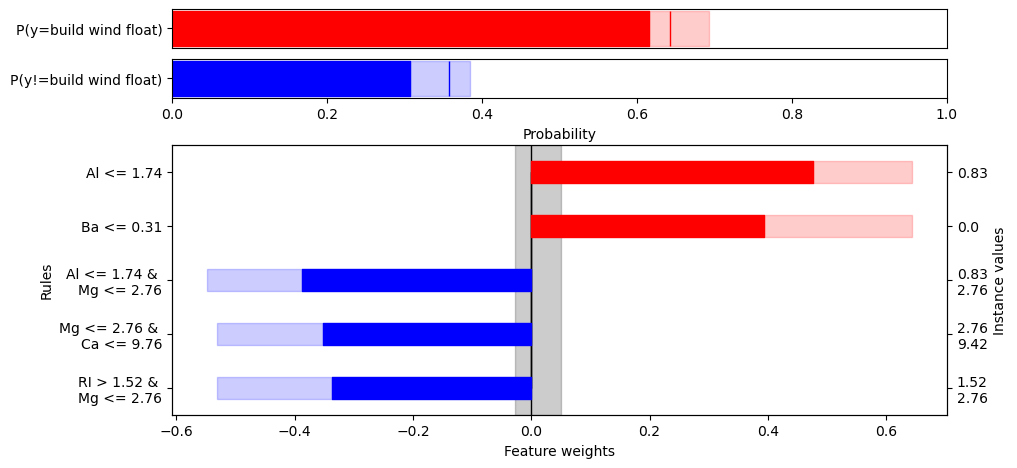 P(y=build wind float)
P(y!=build wind float)
0.0 0.2 0.4 0.6 0.8 1.0
Probability
Rules
Al <= 1.74 0.83
Ba <= 0.31 0.0
Al <= 1.74 & 0.83
Mg <= 2.76 2.76
Mg <= 2.76 & 2.76
Ca <= 9.76 9.42
RI > 1.52 & 1.52
Mg <= 2.76 2.76
Instance values
−0.6 −0.4 −0.2 0.0 0.2 0.4 0.6
Feature weights